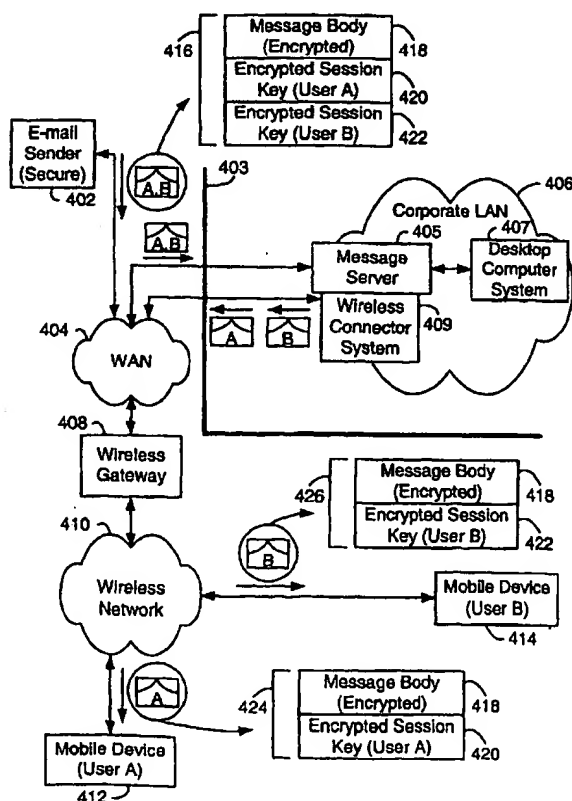 416
Message Body
(Encrypted)
418
Encrypted Session
Key (User A)
420
Encrypted Session
Key (User B)
422
E-mail
Sender
(Secure)
402
A,B
403
406
Corporate LAN
A,B
405
407
Message
Server
Desktop
Computer
System
404
WAN
A
B
Wireless
Connector
System
409
408
Wireless
Gateway
426
Message Body
(Encrypted)
418
Encrypted Session
Key (User B)
422
410
B
Wireless
Network
Mobile Device
(User B)
414
A
424
Message Body
(Encrypted)
418
Encrypted Session
Key (User A)
420
Mobile Device
(User A)
412